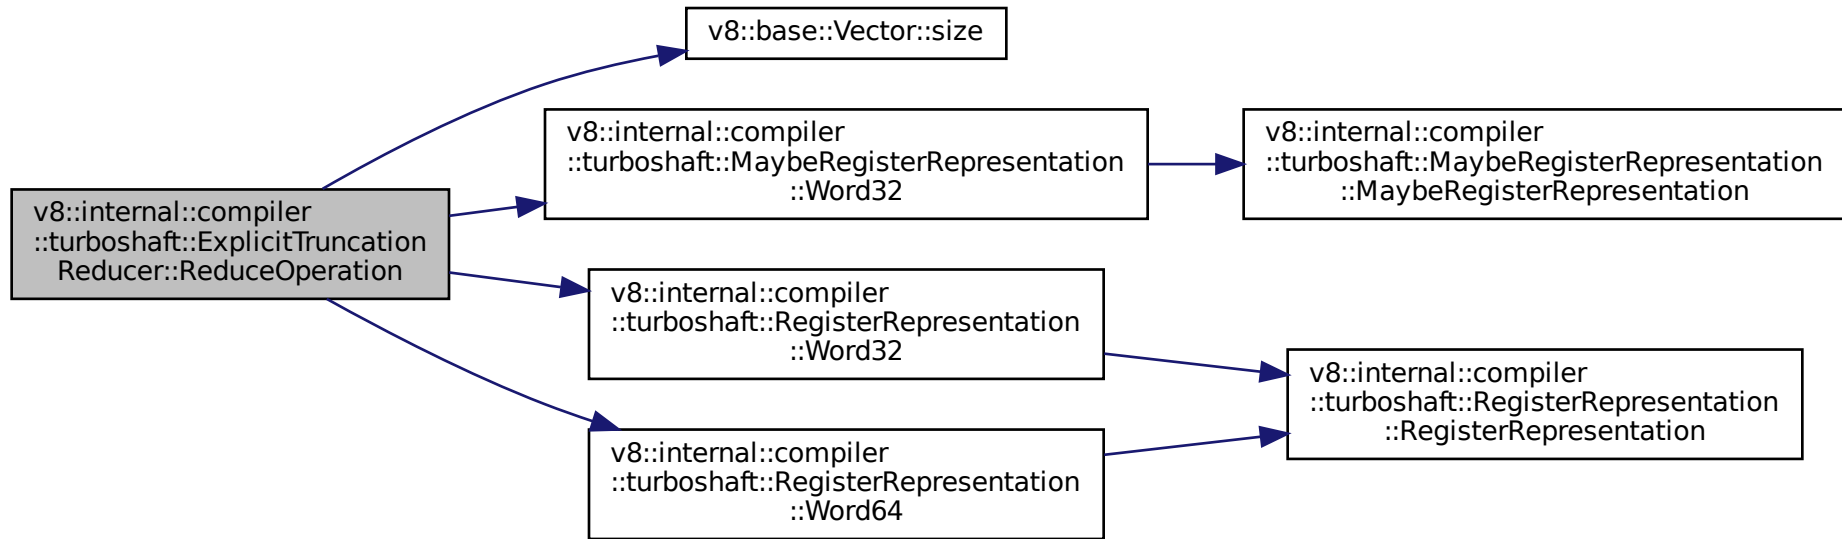 v8::base::Vector::size
v8::internal::compiler
::turboshaft::MaybeRegisterRepresentation
::Word32
v8::internal::compiler
::turboshaft::MaybeRegisterRepresentation
::MaybeRegisterRepresentation
v8::internal::compiler
::turboshaft::ExplicitTruncation
Reducer::ReduceOperation
v8::internal::compiler
::turboshaft::RegisterRepresentation
::Word32
v8::internal::compiler
::turboshaft::RegisterRepresentation
::RegisterRepresentation
v8::internal::compiler
::turboshaft::RegisterRepresentation
::Word64